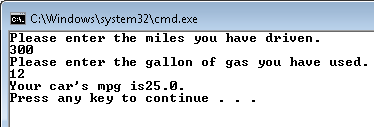 C:\Windows\system32\cmd.exe
Please enter the miles you have driven.
300
Please enter the gallon of gas you have used.
12
Your car's mpg is25.0.
Press any key to continue . . .